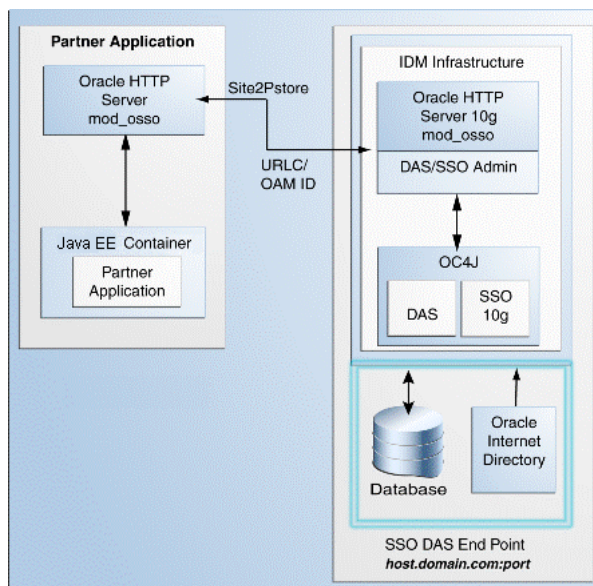 Partner Application
Oracle HTTP
Server
mod_osso
Site2Pstore
URLC/
OAM ID
Java EE Container
Partner
Application
IDM Infrastructure
Oracle HTTP
Server 10g
mod_osso
DAS/SSO Admin
OC4J
DAS
SSO
10g
Database
Oracle
Internet
Directory
SSO DAS End Point
host.domain.com:port